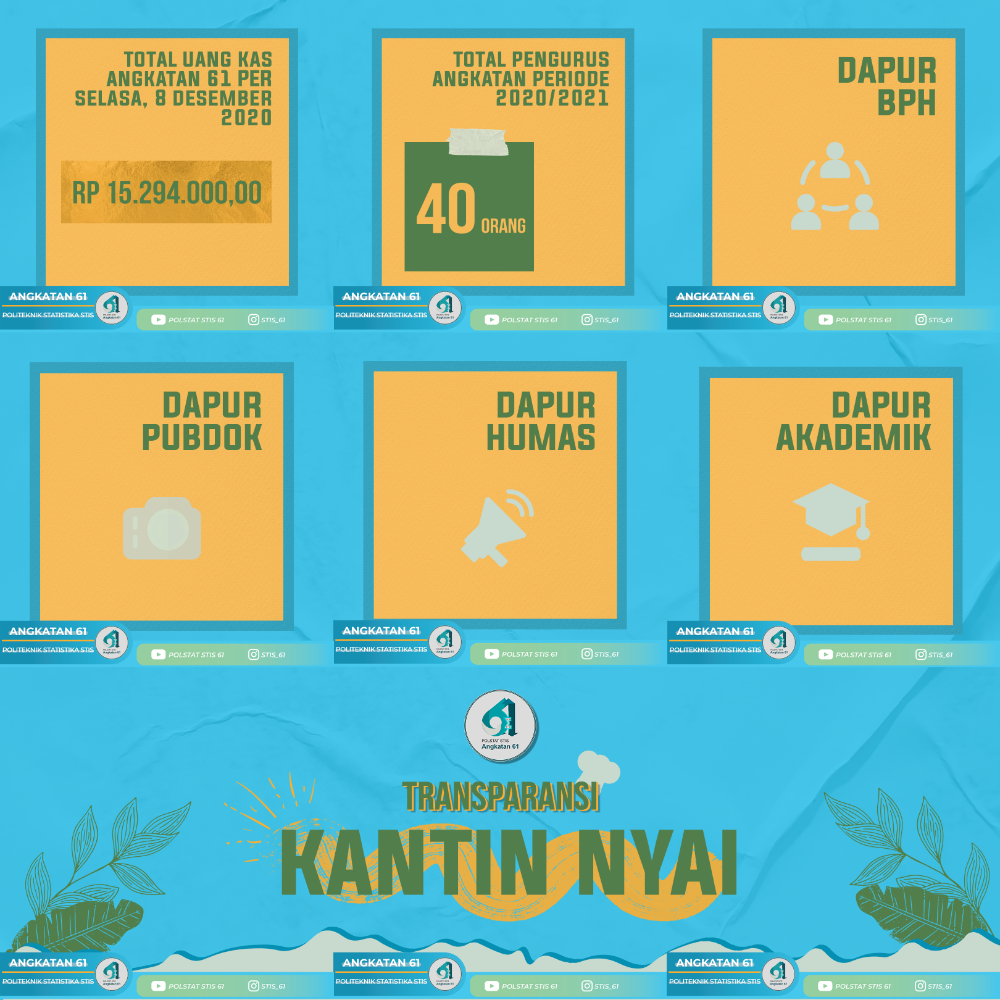 TOTAL UANG KAS
ANGKATAN 61 PER
SELASA, 8 DESEMBER
2020
RP 15.294.000,00
ANGKATAN 61
POLITEKNIK STATISTIKA STIS
POLSTAT STIS 61
STIS_61
TOTAL PENGURUS
ANGKATAN PERIODE
2020/2021
40 ORANG
ANGKATAN 61
POLITEKNIK STATISTIKA STIS
POLSTAT STIS 61
STIS_61
DAPUR
BPH
ANGKATAN 61
POLITEKNIK STATISTIKA STIS
POLSTAT STIS 61
STIS_61
DAPUR
PUBDOK
ANGKATAN 61
POLITEKNIK STATISTIKA STIS
POLSTAT STIS 61
STIS_61
DAPUR
HUMAS
ANGKATAN 61
POLITEKNIK STATISTIKA STIS
POLSTAT STIS 61
STIS_61
DAPUR
AKADEMIK
ANGKATAN 61
POLITEKNIK STATISTIKA STIS
POLSTAT STIS 61
STIS_61
POLSTAT STIS
Angkatan 61
TRANSPARANSI
KANTIN NYAI
ANGKATAN 61
POLITEKNIK STATISTIKA STIS
POLSTAT STIS 61
STIS_61
ANGKATAN 61
POLITEKNIK STATISTIKA STIS
POLSTAT STIS 61
STIS_61
ANGKATAN 61
POLITEKNIK STATISTIKA STIS
POLSTAT STIS 61
STIS_61